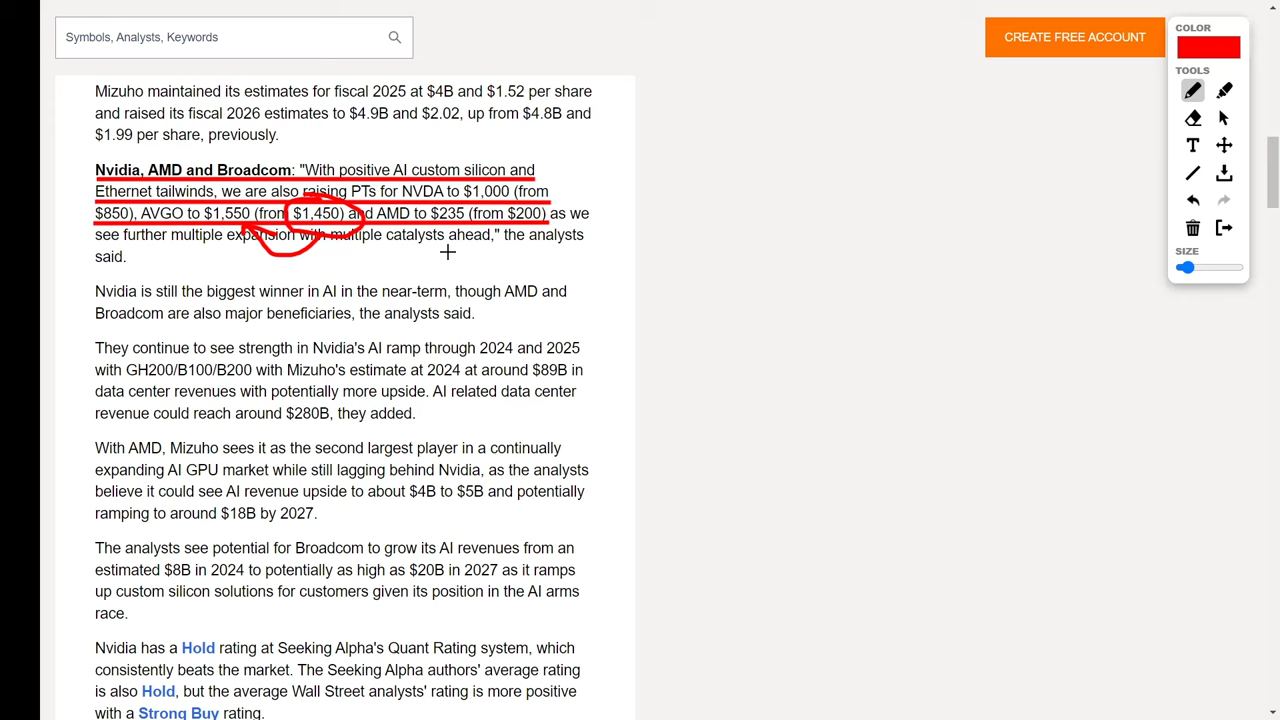 Symbols, Analysts, Keywords
CREATE FREE ACCOUNT
COLOR
TOOLS
T
SIZE
Mizuho maintained its estimates for fiscal 2025 at $4B and $1.52 per share
and raised its fiscal 2026 estimates to $4.9B and $2.02, up from $4.8B and
$1.99 per share, previously.
Nvidia, AMD and Broadcom: "With positive AI custom silicon and
Ethernet tailwinds, we are also raising PTs for NVDA to $1,000 (from
$850), AVGO to $1,550 (from $1,450) and AMD to $235 (from $200) as we
see further multiple expansion with multiple catalysts ahead," the analysts
said.
Nvidia is still the biggest winner in AI in the near-term, though AMD and
Broadcom are also major beneficiaries, the analysts said.
They continue to see strength in Nvidia's AI ramp through 2024 and 2025
with GH200/B100/B200 with Mizuho's estimate at 2024 at around $89B in
data center revenues with potentially more upside. AI related data center
revenue could reach around $280B, they added.
With AMD, Mizuho sees it as the second largest player in a continually
expanding AI GPU market while still lagging behind Nvidia, as the analysts
believe it could see AI revenue upside to about $4B to $5B and potentially
ramping to around $18B by 2027.
The analysts see potential for Broadcom to grow its AI revenues from an
estimated $8B in 2024 to potentially as high as $20B in 2027 as it ramps
up custom silicon solutions for customers given its position in the AI arms
race.
Nvidia has a Hold rating at Seeking Alpha's Quant Rating system, which
consistently beats the market. The Seeking Alpha authors' average rating
is also Hold, but the average Wall Street analysts' rating is more positive
with a Strong Buy rating.